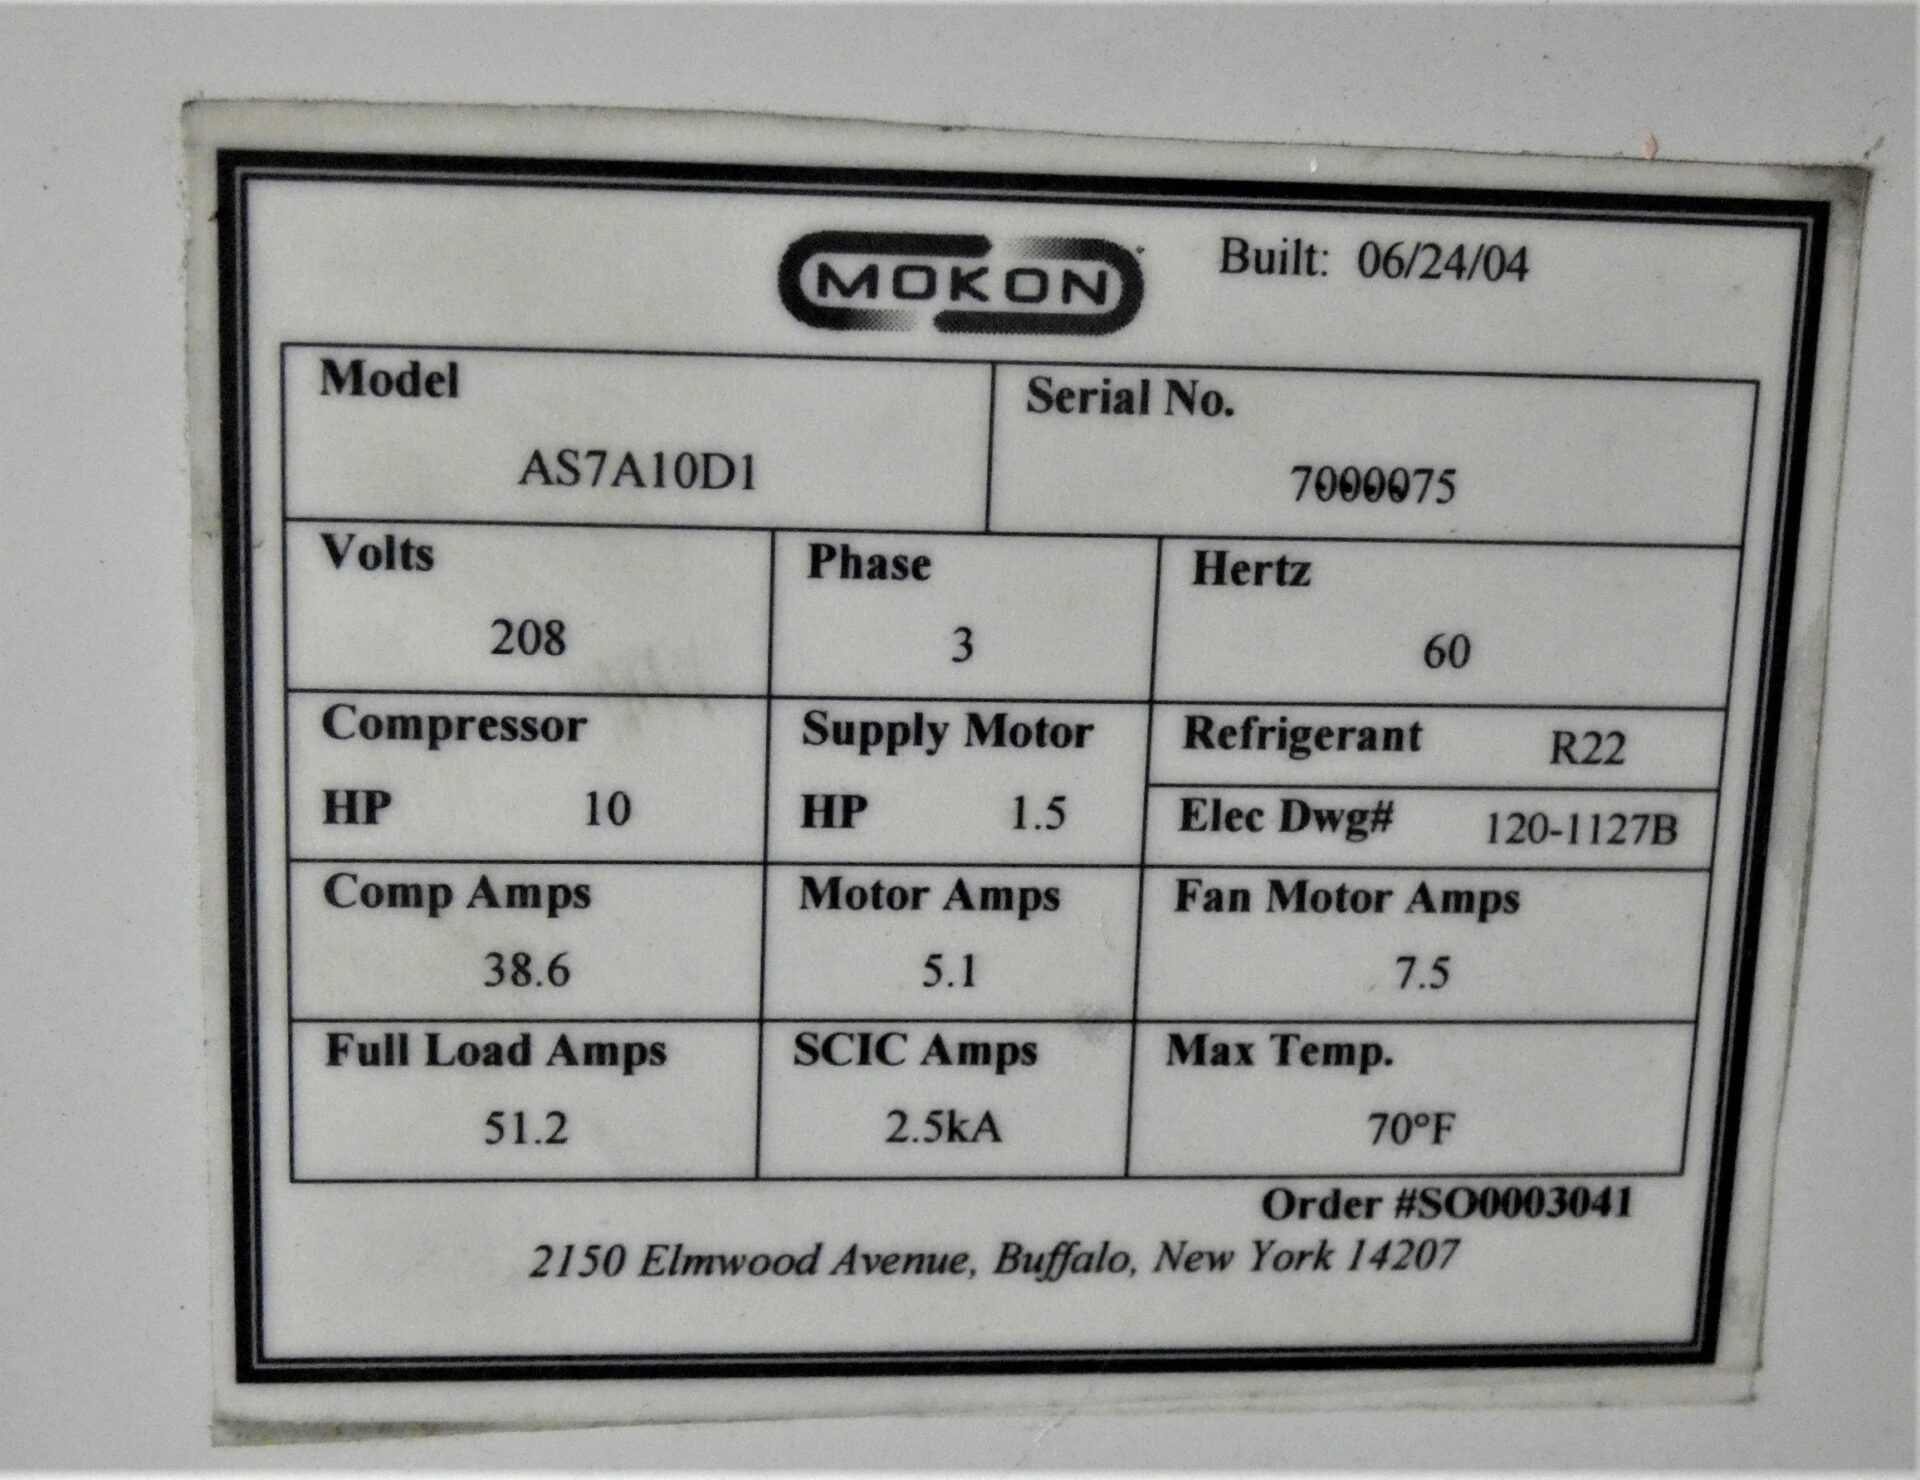 MOKON Built: 06/24/04
Model Serial No.
AS7A10D1 7000075
Volts Phase Hertz
208 3 60
Compressor Supply Motor Refrigerant R22
HP 10 HP 1.5 Elec Dwg# 120-1127B
Comp Amps Motor Amps Fan Motor Amps
38.6 5.1 7.5
Full Load Amps SCIC Amps Max Temp.
51.2 2.5kA 70°F
Order #SO0003041
2150 Elmwood Avenue, Buffalo, New York 14207